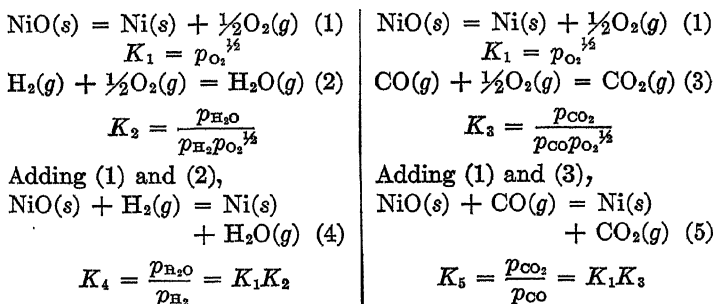 NiO(s) = Ni(s) + ½O₂(g) (1)
K₁ = p_O₂^½
H₂(g) + ½O₂(g) = H₂O(g) (2)
K₂ = p_H₂O / p_H₂ p_O₂^½
Adding (1) and (2),
NiO(s) + H₂(g) = Ni(s)
+ H₂O(g) (4)
K₄ = p_H₂O / p_H₂ = K₁K₂
NiO(s) = Ni(s) + ½O₂(g) (1)
K₁ = p_O₂^½
CO(g) + ½O₂(g) = CO₂(g) (3)
K₃ = p_CO₂ / p_CO p_O₂^½
Adding (1) and (3),
NiO(s) + CO(g) = Ni(s)
+ CO₂(g) (5)
K₅ = p_CO₂ / p_CO = K₁K₃